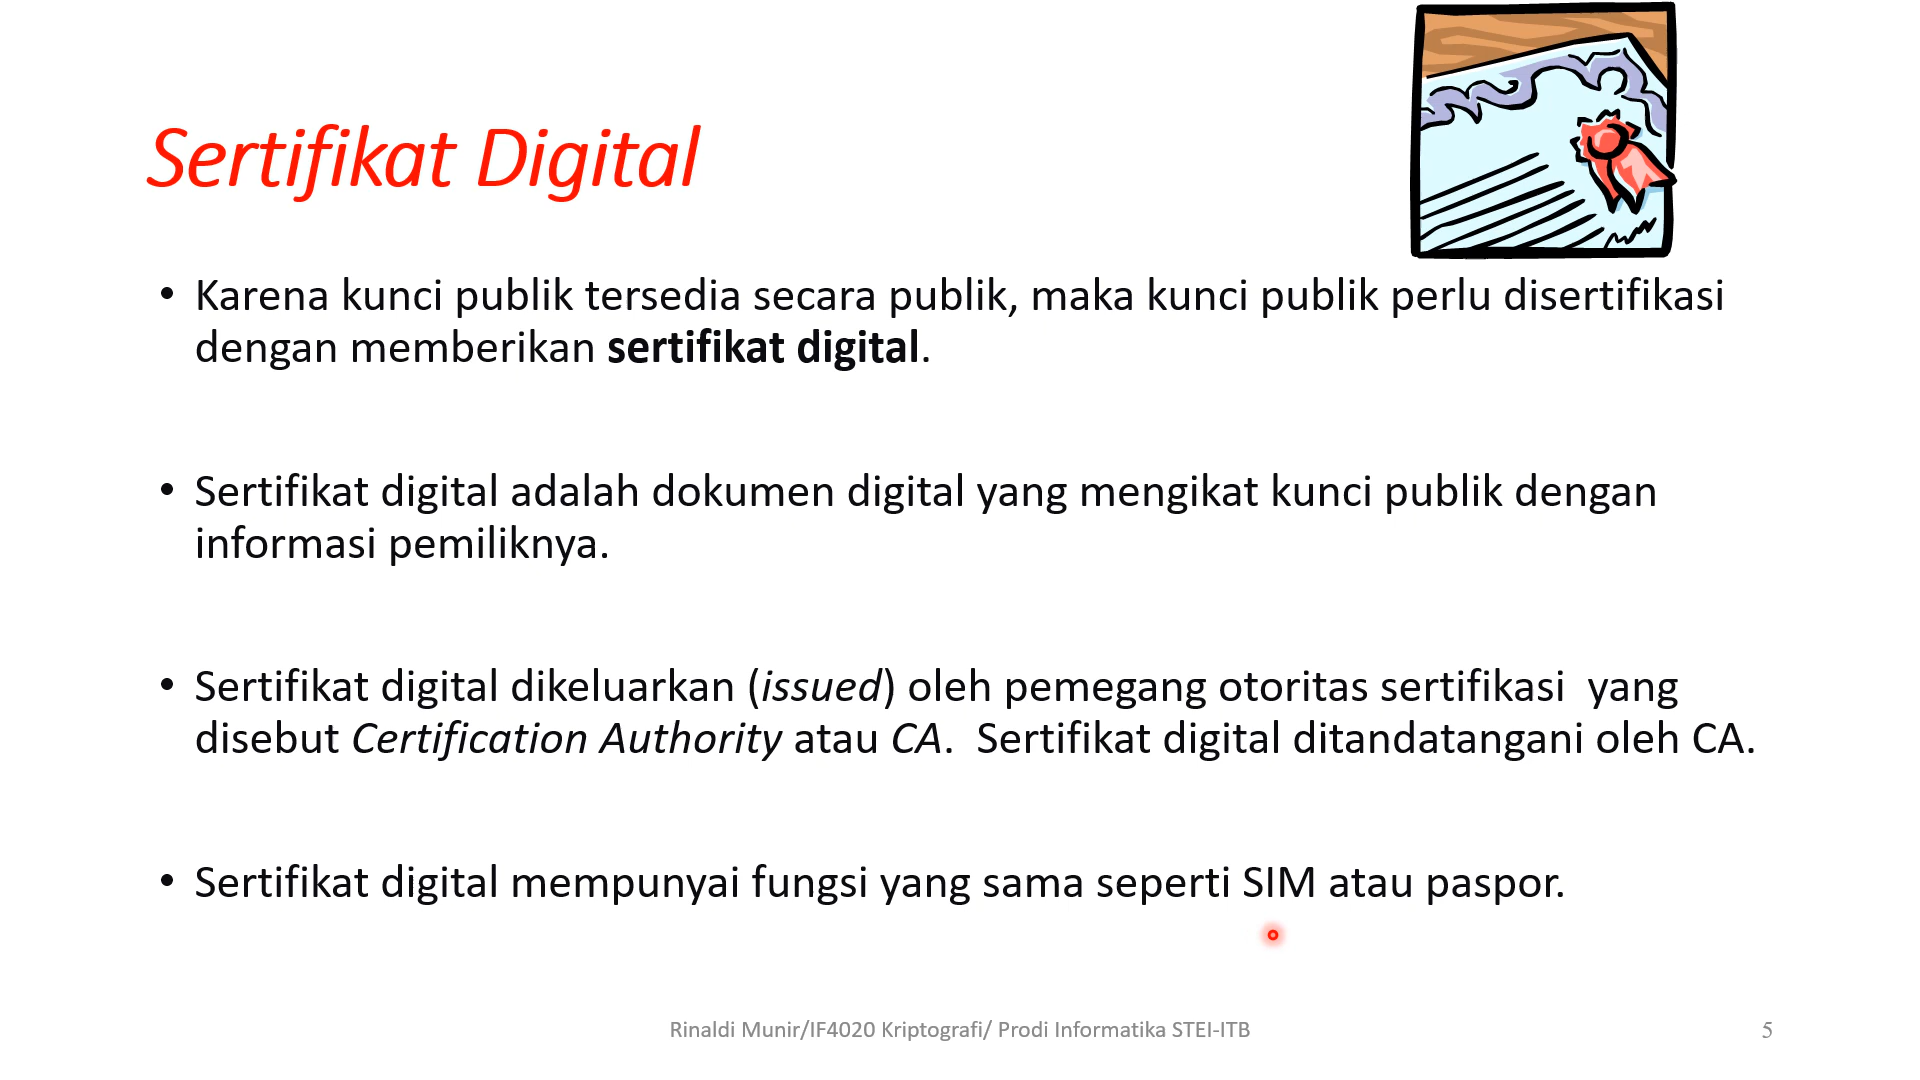 Sertifikat Digital
• Karena kunci publik tersedia secara publik, maka kunci publik perlu disertifikasi
dengan memberikan sertifikat digital.
• Sertifikat digital adalah dokumen digital yang mengikat kunci publik dengan
informasi pemiliknya.
• Sertifikat digital dikeluarkan (issued) oleh pemegang otoritas sertifikasi  yang
disebut Certification Authority atau CA.  Sertifikat digital ditandatangani oleh CA.
• Sertifikat digital mempunyai fungsi yang sama seperti SIM atau paspor.
Rinaldi Munir/IF4020 Kriptografi/ Prodi Informatika STEI-ITB
5